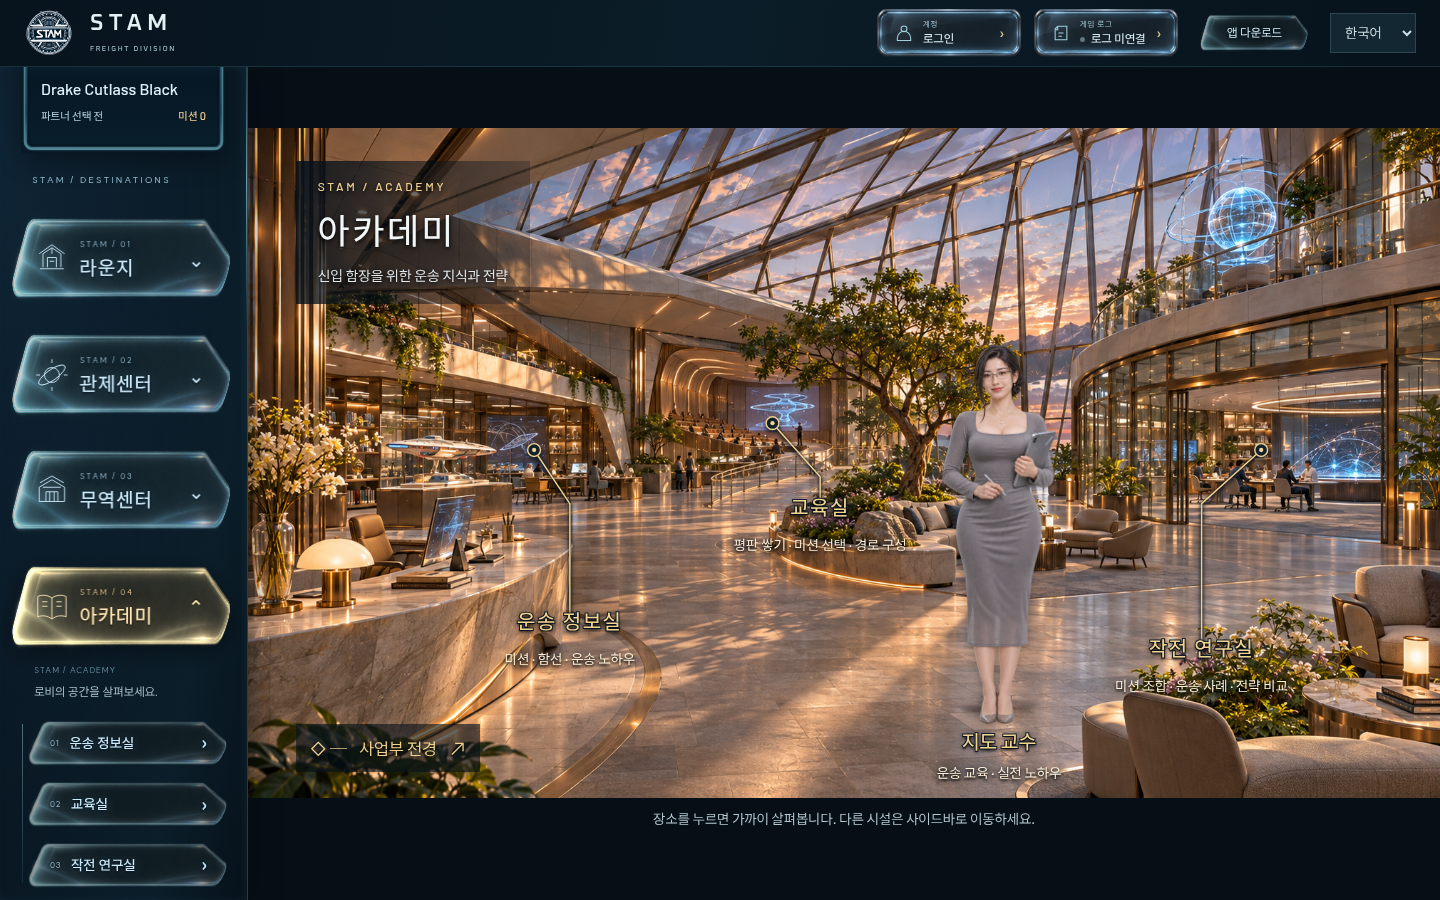 STAM
STAM
FREIGHT DIVISION
계정
로그인
게임 로그
로그 미연결
앱 다운로드
한국어
Drake Cutlass Black
파트너 선택 전
미션 0
STAM / DESTINATIONS
STAM / 01
라운지
STAM / 02
관제센터
STAM / 03
무역센터
STAM / 04
아카데미
STAM / ACADEMY
로비의 공간을 살펴보세요.
01 운송 정보실
02 교육실
03 작전 연구실
STAM / ACADEMY
아카데미
신입 함장을 위한 운송 지식과 전략
교육실
평판 쌓기 · 미션 선택 · 경로 구성
운송 정보실
미션 · 함선 · 운송 노하우
작전 연구실
미션 조합 · 운송 사례 · 전략 비교
지도 교수
운송 교육 · 실전 노하우
사업부 전경
장소를 누르면 가까이 살펴봅니다. 다른 시설은 사이드바로 이동하세요.